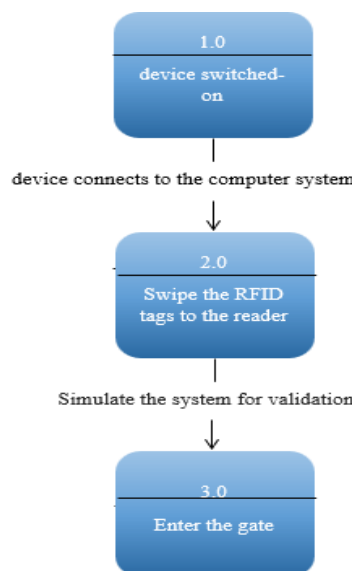 1.0
device switched-
on
device connects to the computer system
2.0
Swipe the RFID
tags to the reader
Simulate the system for validation
3.0
Enter the gate